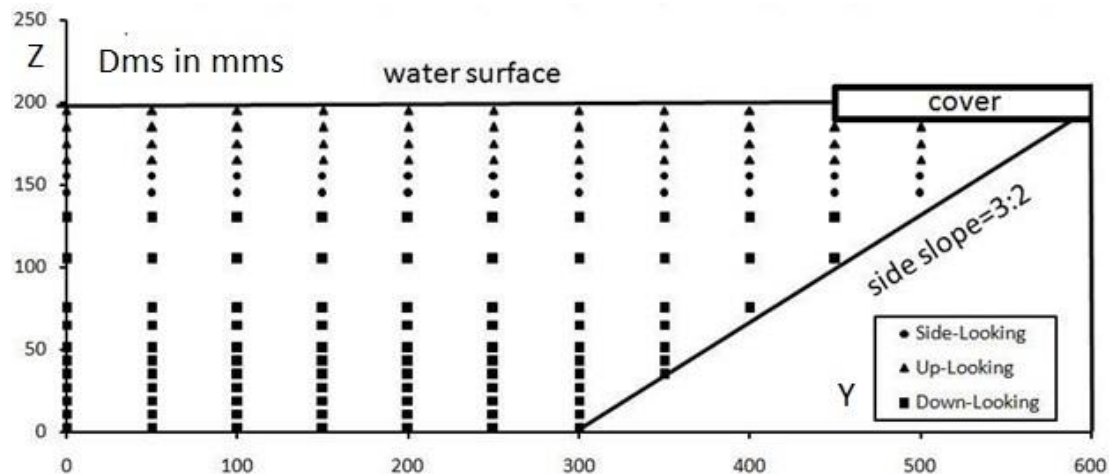 250
Z
Dms in mms
water surface
200
cover
150
side slope=3:2
100
Side-Looking
50
Up-Looking
Y
Down-Looking
0
0 100 200 300 400 500 600